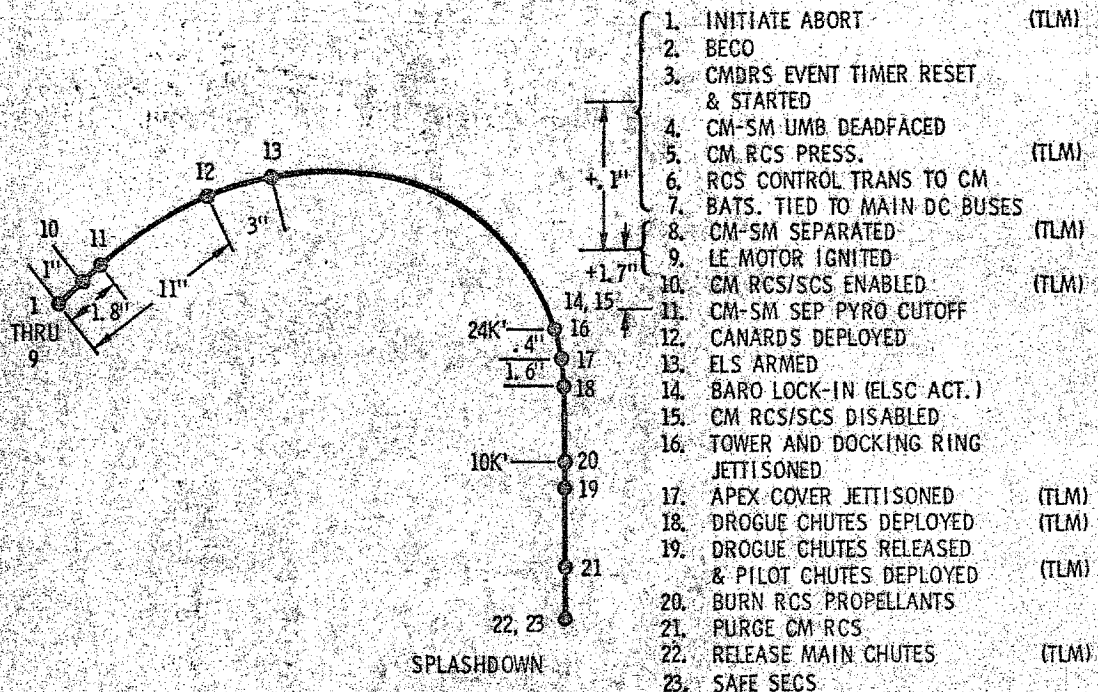 1. INITIATE ABORT (TLM)
2. BECO
3. CMDRS EVENT TIMER RESET
& STARTED
4. CM-SM UMB DEADFACED
5. CM RCS PRESS. (TLM)
6. RCS CONTROL TRANS TO CM
7. BATS. TIED TO MAIN DC BUSES
8. CM-SM SEPARATED (TLM)
9. LE MOTOR IGNITED
10. CM RCS/SCS ENABLED (TLM)
11. CM-SM SEP PYRO CUTOFF
12. CANARDS DEPLOYED
13. ELS ARMED
14. BARO LOCK-IN (ELSC ACT.)
15. CM RCS/SCS DISABLED
16. TOWER AND DOCKING RING
JETTISONED
17. APEX COVER JETTISONED (TLM)
18. DROGUE CHUTES DEPLOYED (TLM)
19. DROGUE CHUTES RELEASED
& PILOT CHUTES DEPLOYED (TLM)
20. BURN RCS PROPELLANTS
21. PURGE CM RCS
22. RELEASE MAIN CHUTES (TLM)
23. SAFE SECS
+.1"
+1.7"
13
12
3"
10
11
1"
11"
1.8"
1
THRU
9
14, 15
24K'
16
.4"
17
1.6"
18
10K'
20
19
21
22, 23
SPLASHDOWN